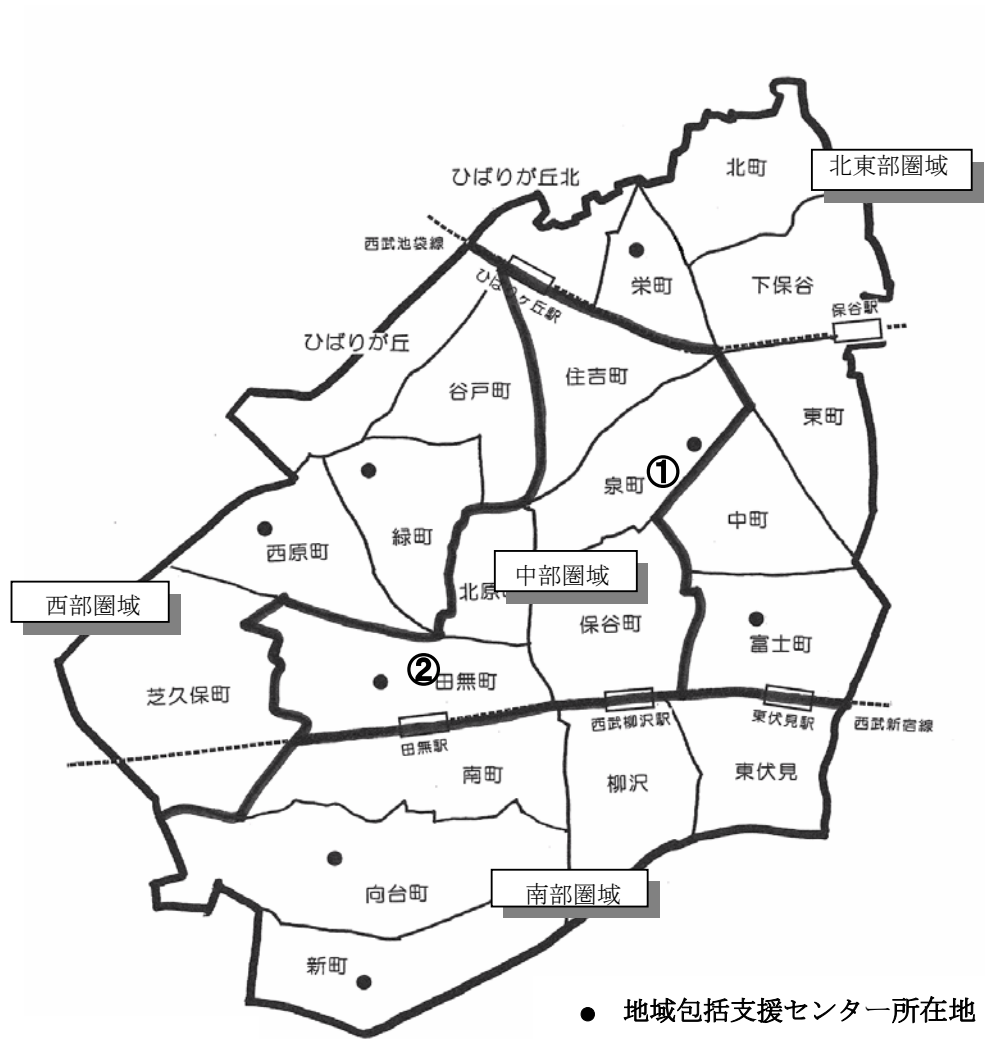 北町
北東部圏域
ひばりが丘北
西武池袋線
栄町
下保谷
ひばりヶ丘駅
保谷駅
ひばりが丘
住吉町
谷戸町
東町
①
泉町
中町
緑町
西原町
中部圏域
北原
西部圏域
保谷町
富士町
②
田無町
芝久保町
西武柳沢駅
東伏見駅
西武新宿線
田無駅
南町
柳沢
東伏見
南部圏域
向台町
新町
● 地域包括支援センター所在地